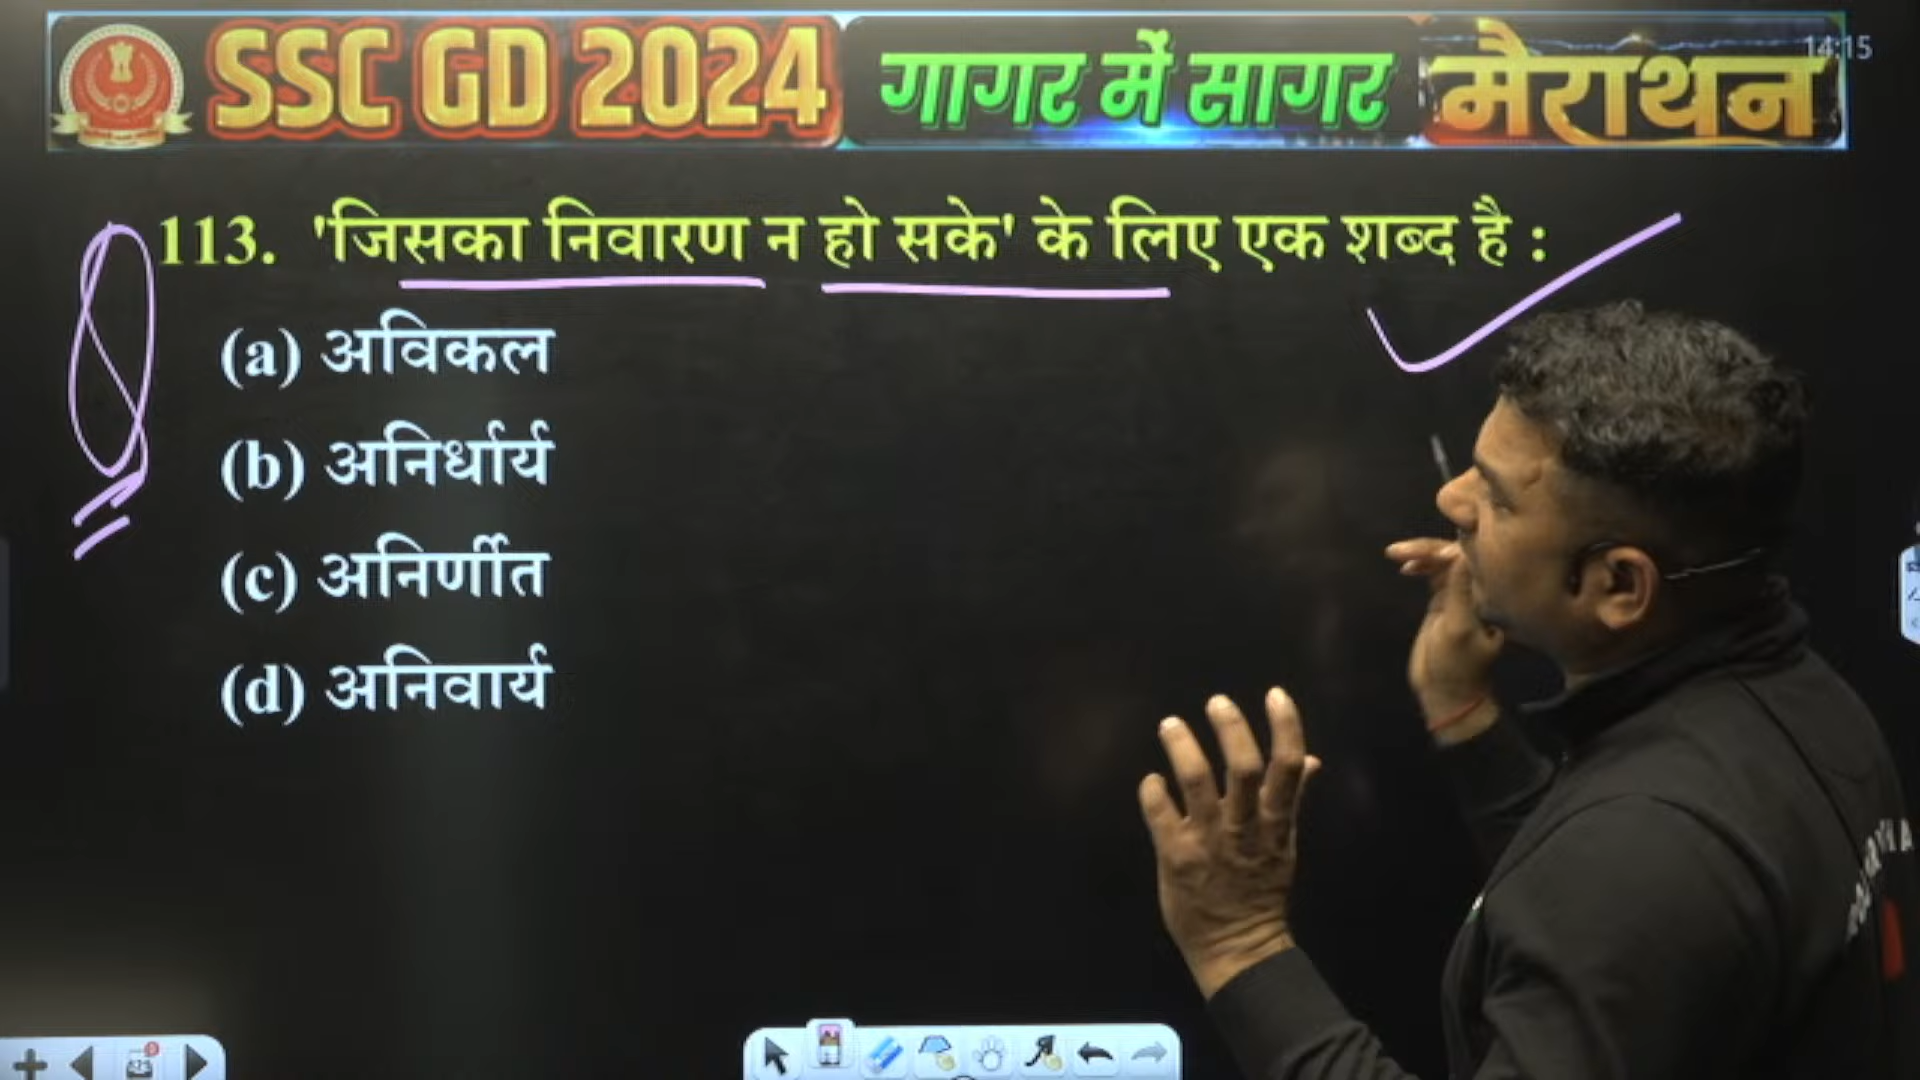 SSC GD 2024 गागर में सागर मैराथन
14:15
113. 'जिसका निवारण न हो सके' के लिए एक शब्द है :
(a) अविकल
(b) अनिर्धार्य
(c) अनिर्णीत
(d) अनिवार्य